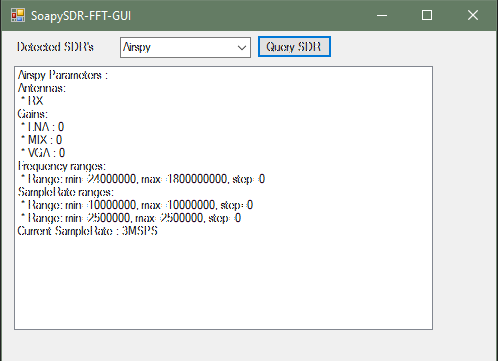 SoapySDR-FFT-GUI
Detected SDR's
Airspy
Query SDR
Airspy Parameters :
Antennas:
* RX
Gains:
* LNA : 0
* MIX : 0
* VGA : 0
Frequency ranges:
* Range: min=24000000, max=1800000000, step=0
SampleRate ranges:
* Range: min=10000000, max=10000000, step=0
* Range: min=2500000, max=2500000, step=0
Current SampleRate : 3MSPS